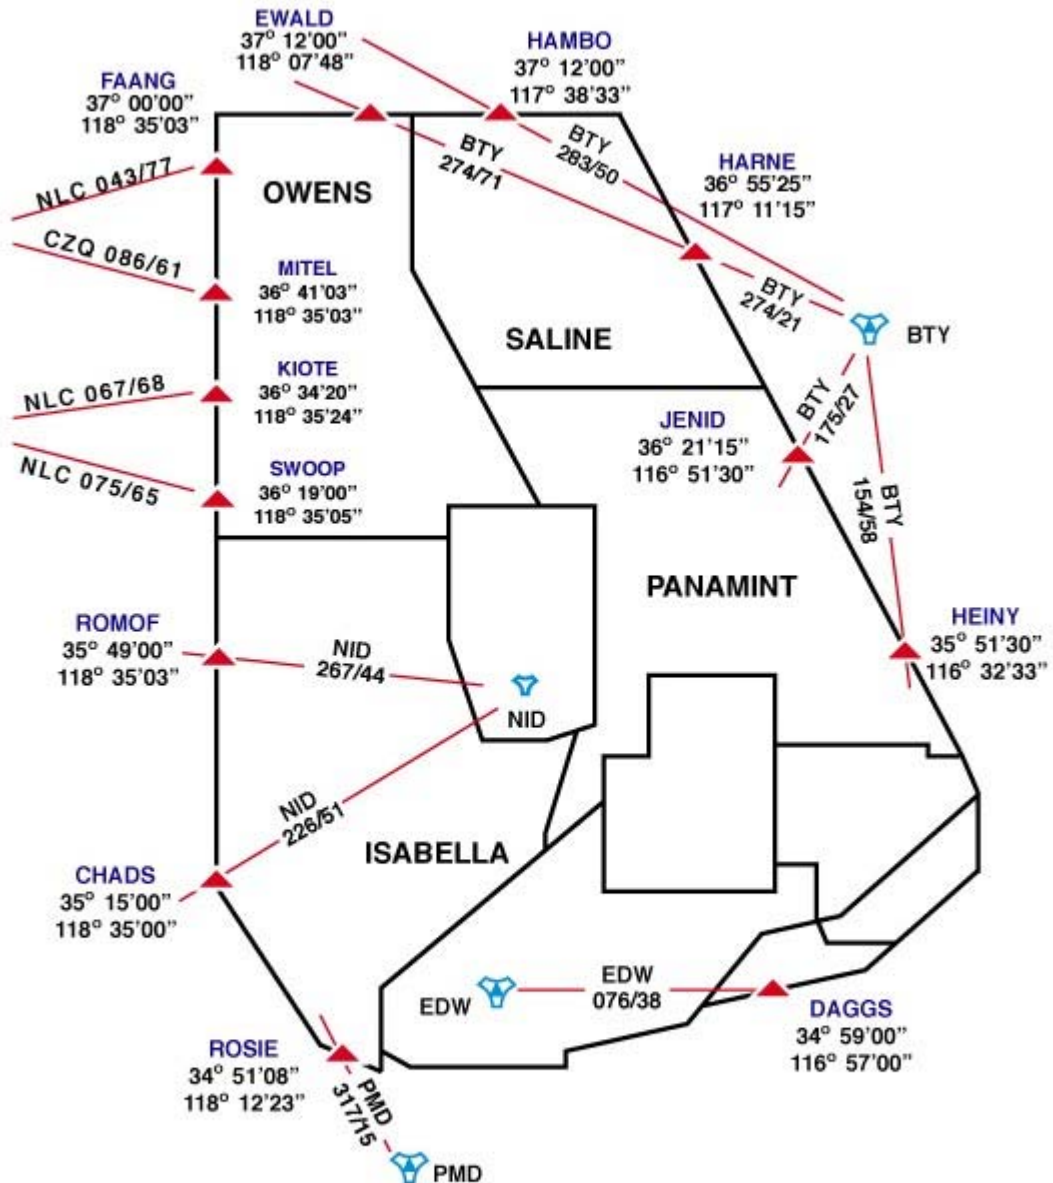 EWALD
37° 12'00"
118° 07'48"
HAMBO
37° 12'00"
117° 38'33"
FAANG
37° 00'00"
118° 35'03"
BTY
283/50
BTY
274/71
HARNE
36° 55'25"
117° 11'15"
NLC 043/77
OWENS
CZQ 086/61
MITEL
36° 41'03"
118° 35'03"
BTY
274/21
SALINE
BTY
KIOTE
36° 34'20"
118° 35'24"
NLC 067/68
BTY
175/27
JENID
36° 21'15"
116° 51'30"
SWOOP
36° 19'00"
118° 35'05"
NLC 075/65
BTY
154/58
PANAMINT
ROMOF
35° 49'00"
118° 35'03"
NID
267/44
HEINY
35° 51'30"
116° 32'33"
NID
NID
226/51
ISABELLA
CHADS
35° 15'00"
118° 35'00"
EDW
EDW
076/38
DAGGS
34° 59'00"
116° 57'00"
ROSIE
34° 51'08"
118° 12'23"
PMD
317/15
PMD